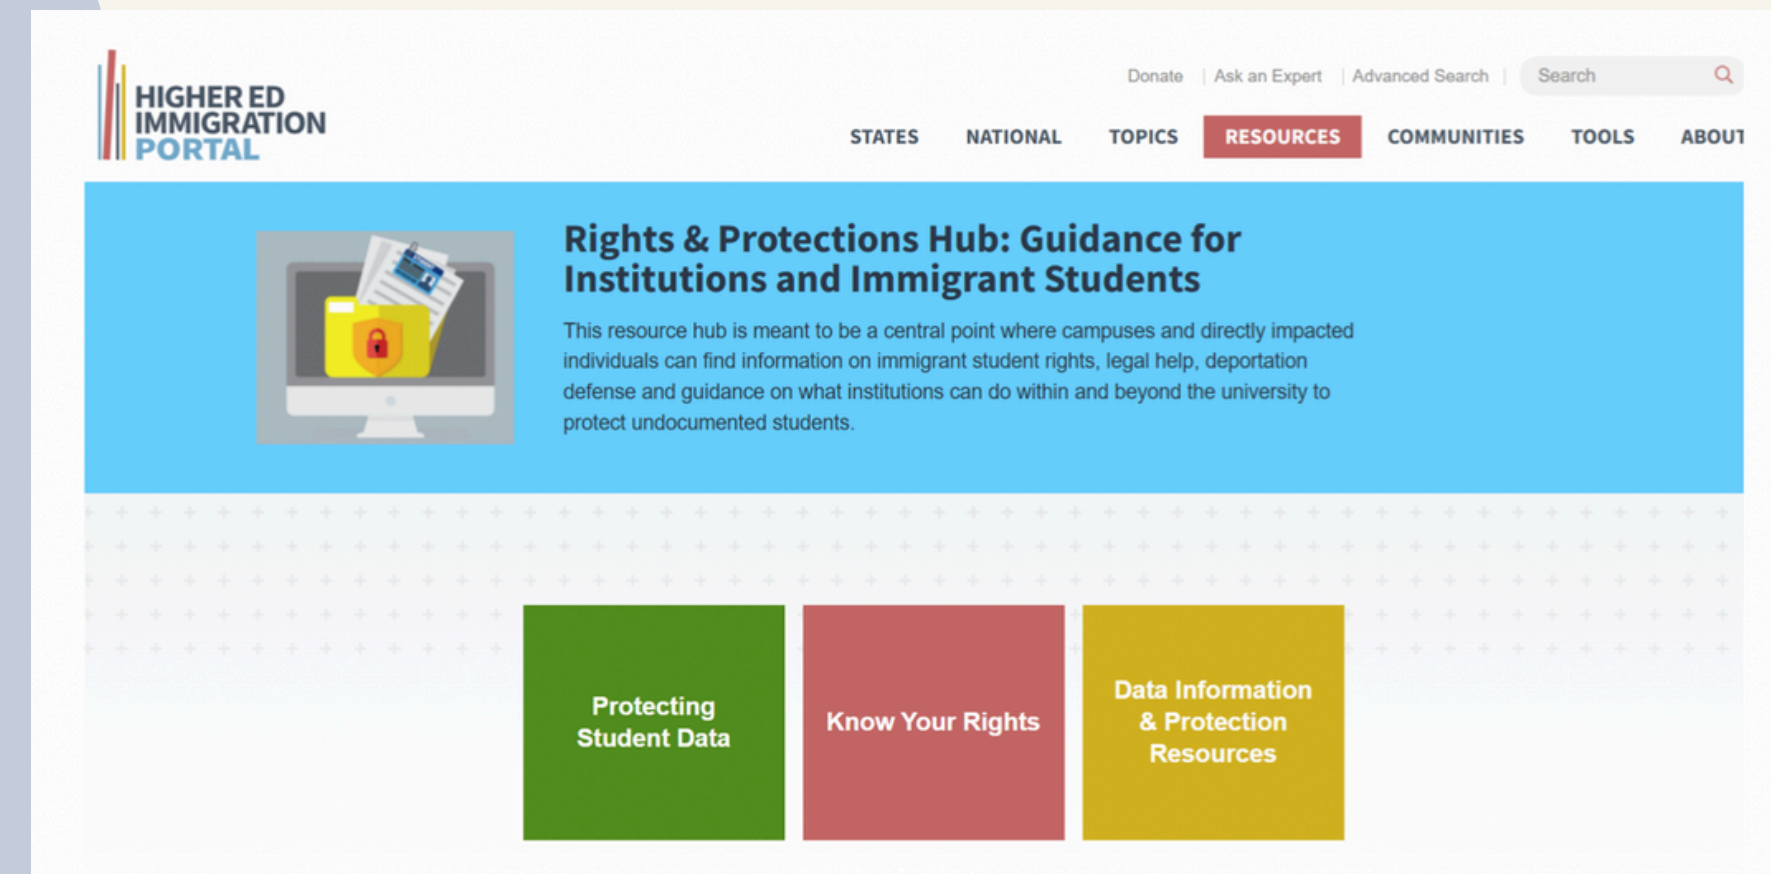 HIGHER ED
IMMIGRATION
PORTAL
Donate | Ask an Expert | Advanced Search | Search
STATES NATIONAL TOPICS RESOURCES COMMUNITIES TOOLS ABOUT
Rights & Protections Hub: Guidance for
Institutions and Immigrant Students
This resource hub is meant to be a central point where campuses and directly impacted
individuals can find information on immigrant student rights, legal help, deportation
defense and guidance on what institutions can do within and beyond the university to
protect undocumented students.
Protecting
Student Data
Know Your Rights
Data Information
& Protection
Resources